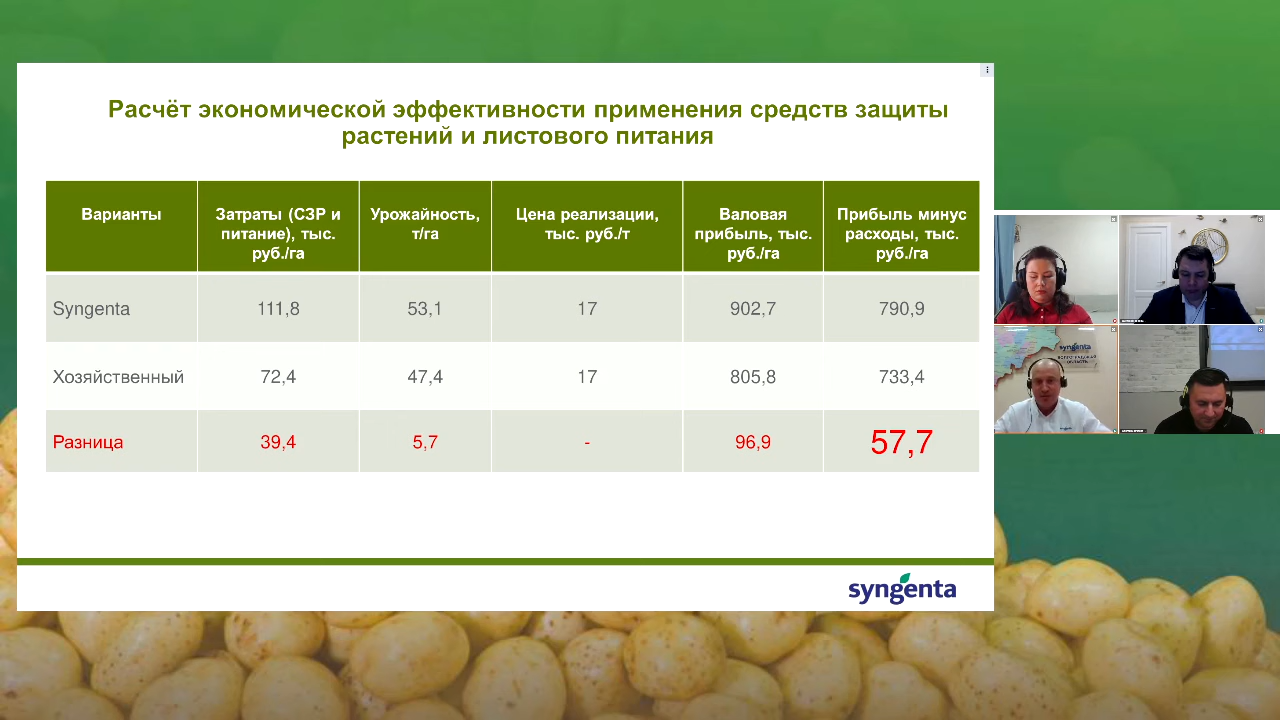 Расчёт экономической эффективности применения средств защиты
растений и листового питания
Варианты
Затраты (СЗР и
питание), тыс.
руб./га
Урожайность,
т/га
Цена реализации,
тыс. руб./т
Валовая
прибыль, тыс.
руб./га
Прибыль минус
расходы, тыс.
руб./га
Syngenta 111,8 53,1 17 902,7 790,9
Хозяйственный 72,4 47,4 17 805,8 733,4
Разница 39,4 5,7 - 96,9 57,7
syngenta
syngenta
ВОЛГОГРАДСКАЯ
ОБЛАСТЬ